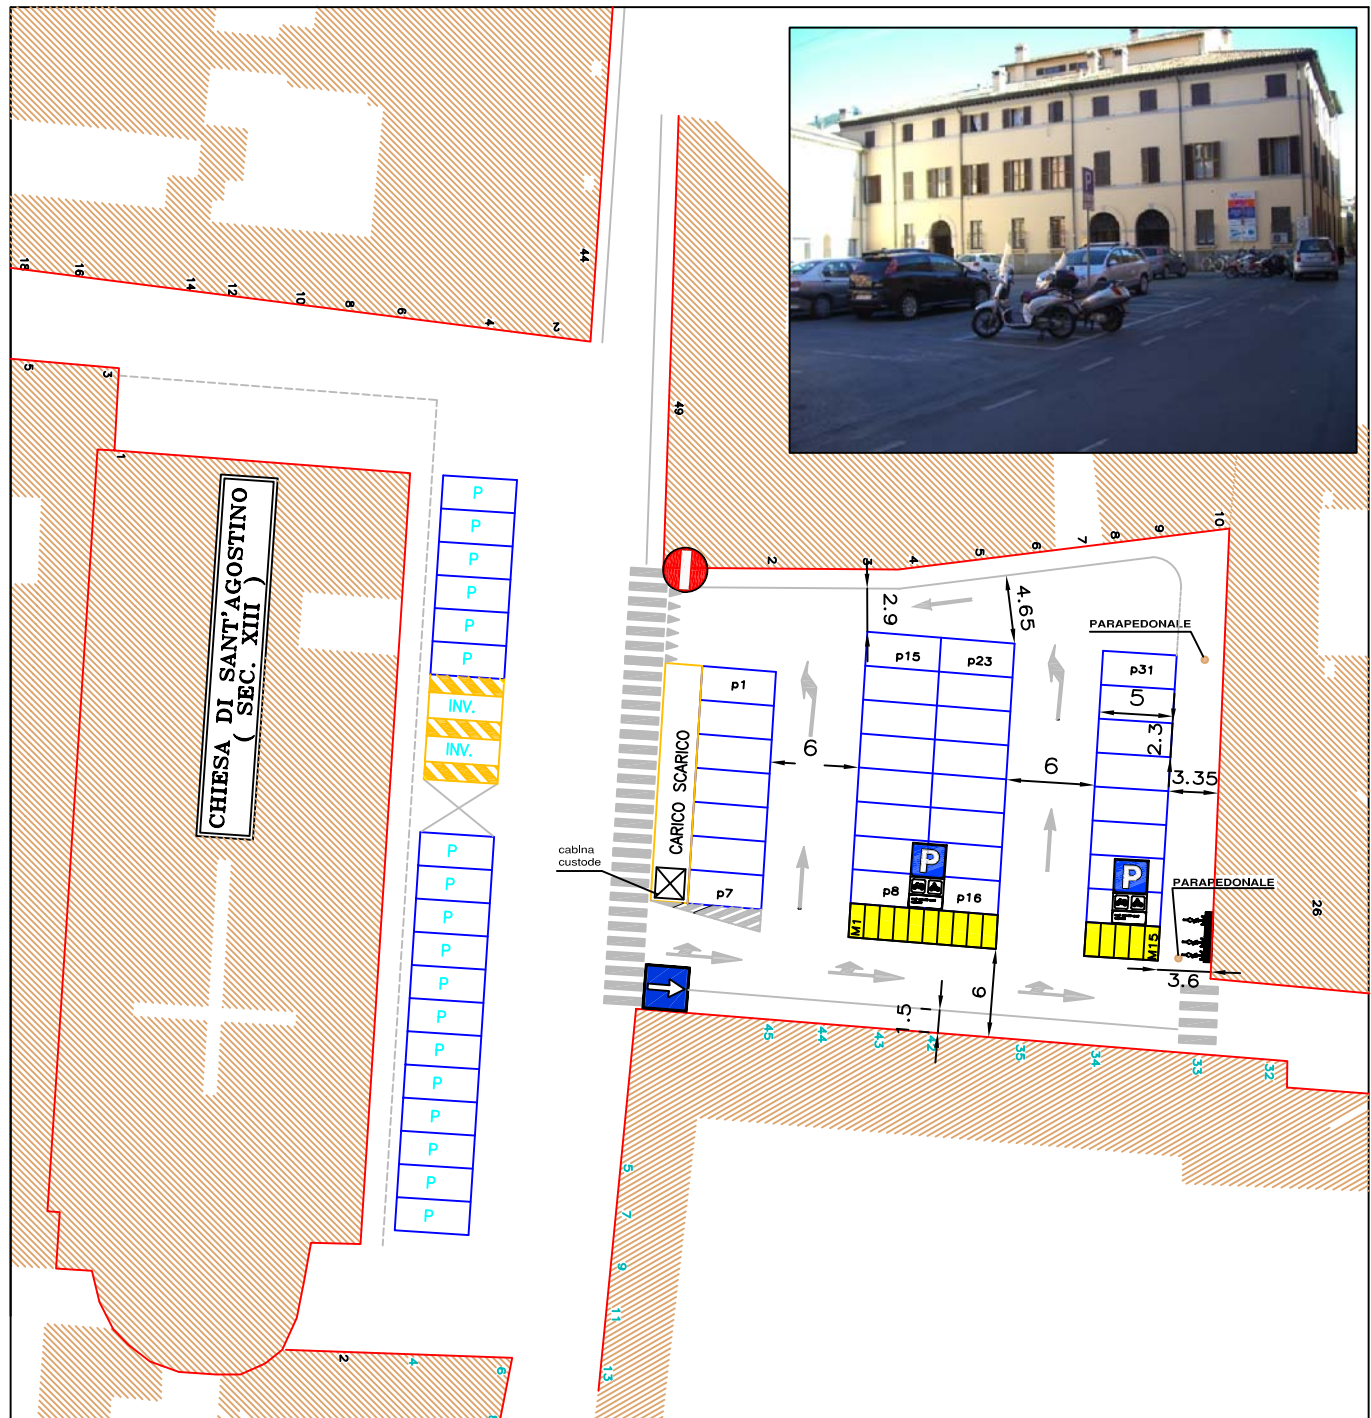 44
18
16
14
12
10
8
6
4
2
5
3
1
49
CHIESA DI SANT'AGOSTINO
( SEC. XIII )
P
P
P
P
P
P
INV.
INV.
P
P
P
P
P
P
P
P
P
P
P
P
2
3
4
5
6
7
8
9
10
2.9
4.65
PARAPEDONALE
p1
p15
p23
p31
5
2.3
6
6
3.35
CARICO SCARICO
cabina
custode
p7
p8
p16
P
P
PARAPEDONALE
M1
M15
26
3.6
6
1.5
45
44
43
42
35
34
33
32
5
7
9
11
13
2
4
6
P